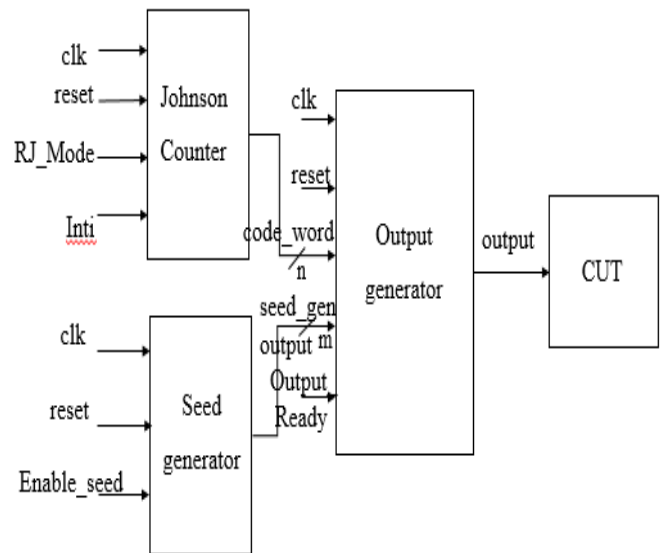 clk
reset
RJ_Mode
Inti
Johnson
Counter
clk
reset
code_word
n
seed_gen
output m
Output
Ready
Output
generator
output
CUT
clk
reset
Enable_seed
Seed
generator